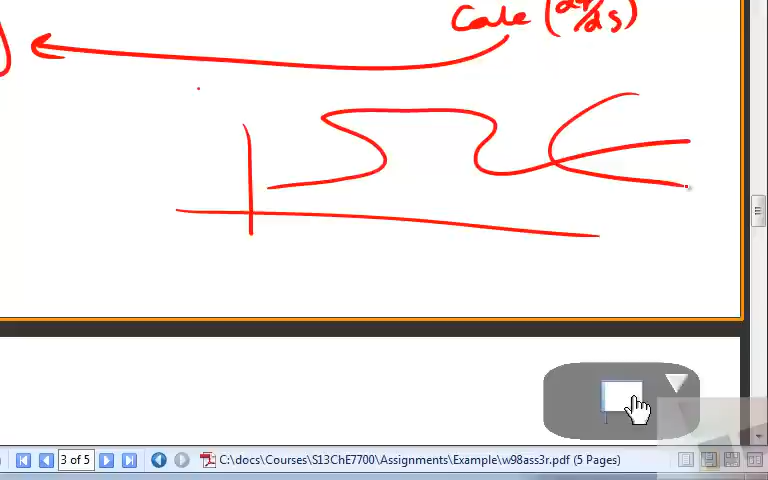 Calc (
3 of 5
C:\docs\Courses\S13ChE7700\Assignments\Example\w98ass3r.pdf (5 Pages)